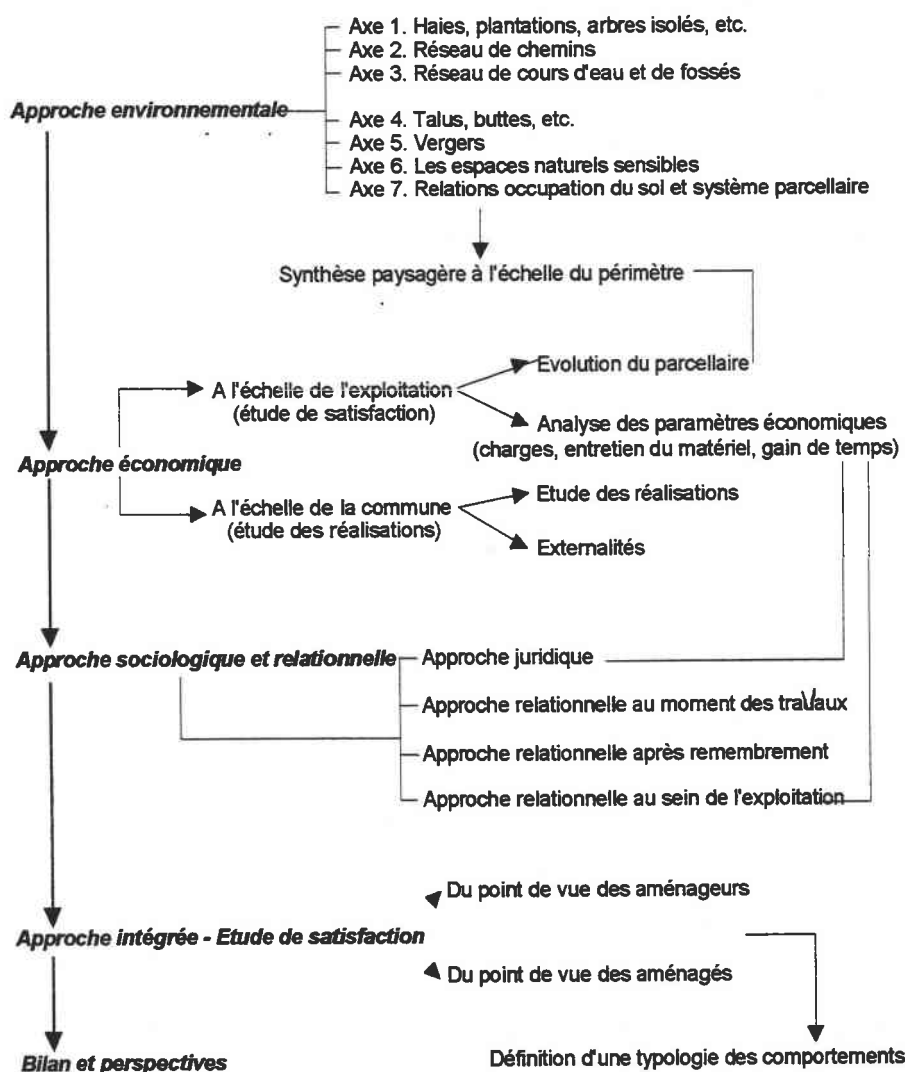 Axe 1. Haies, plantations, arbres isolés, etc.
Axe 2. Réseau de chemins
Axe 3. Réseau de cours d'eau et de fossés
Approche environnementale
Axe 4. Talus, buttes, etc.
Axe 5. Vergers
Axe 6. Les espaces naturels sensibles
Axe 7. Relations occupation du sol et système parcellaire
Synthèse paysagère à l'échelle du périmètre
Evolution du parcellaire
A l'échelle de l'exploitation
(étude de satisfaction)
Analyse des paramètres économiques
(charges, entretien du matériel, gain de temps)
Approche économique
A l'échelle de la commune
(étude des réalisations)
Etude des réalisations
Externalités
Approche sociologique et relationnelle
Approche juridique
Approche relationnelle au moment des travaux
Approche relationnelle après remembrement
Approche relationnelle au sein de l'exploitation
Du point de vue des aménageurs
Approche intégrée - Etude de satisfaction
Du point de vue des aménagés
Bilan et perspectives
Définition d'une typologie des comportements